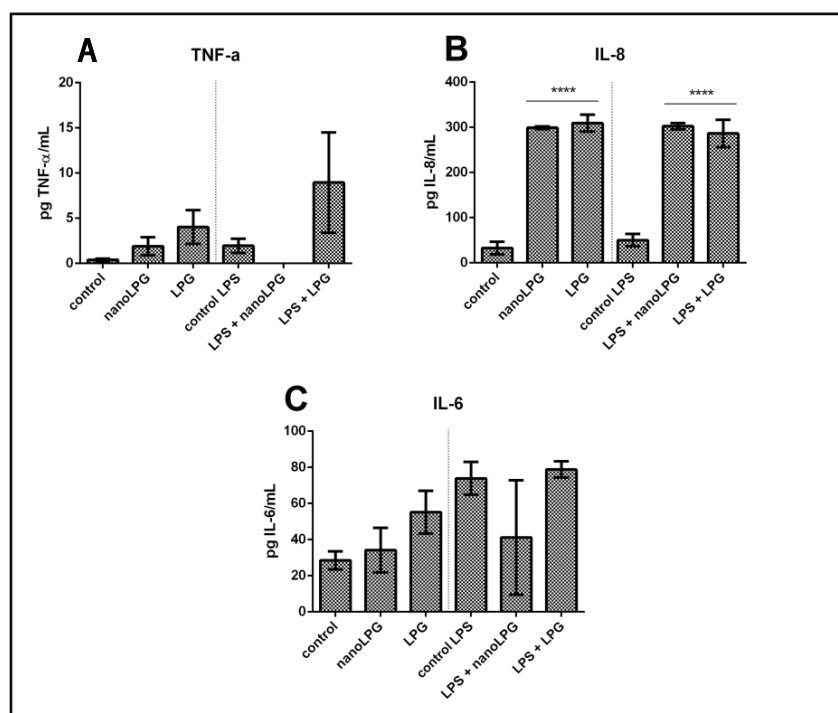 A
TNF-a
pg TNF-α/mL
20
15
10
5
0
control
nanoLPG
LPG
control LPS
LPS + nanoLPG
LPS + LPG
B
IL-8
pg IL-8/mL
400
300
200
100
0
****
****
control
nanoLPG
LPG
control LPS
LPS + nanoLPG
LPS + LPG
C
IL-6
pg IL-6/mL
100
80
60
40
20
0
control
nanoLPG
LPG
control LPS
LPS + nanoLPG
LPS + LPG